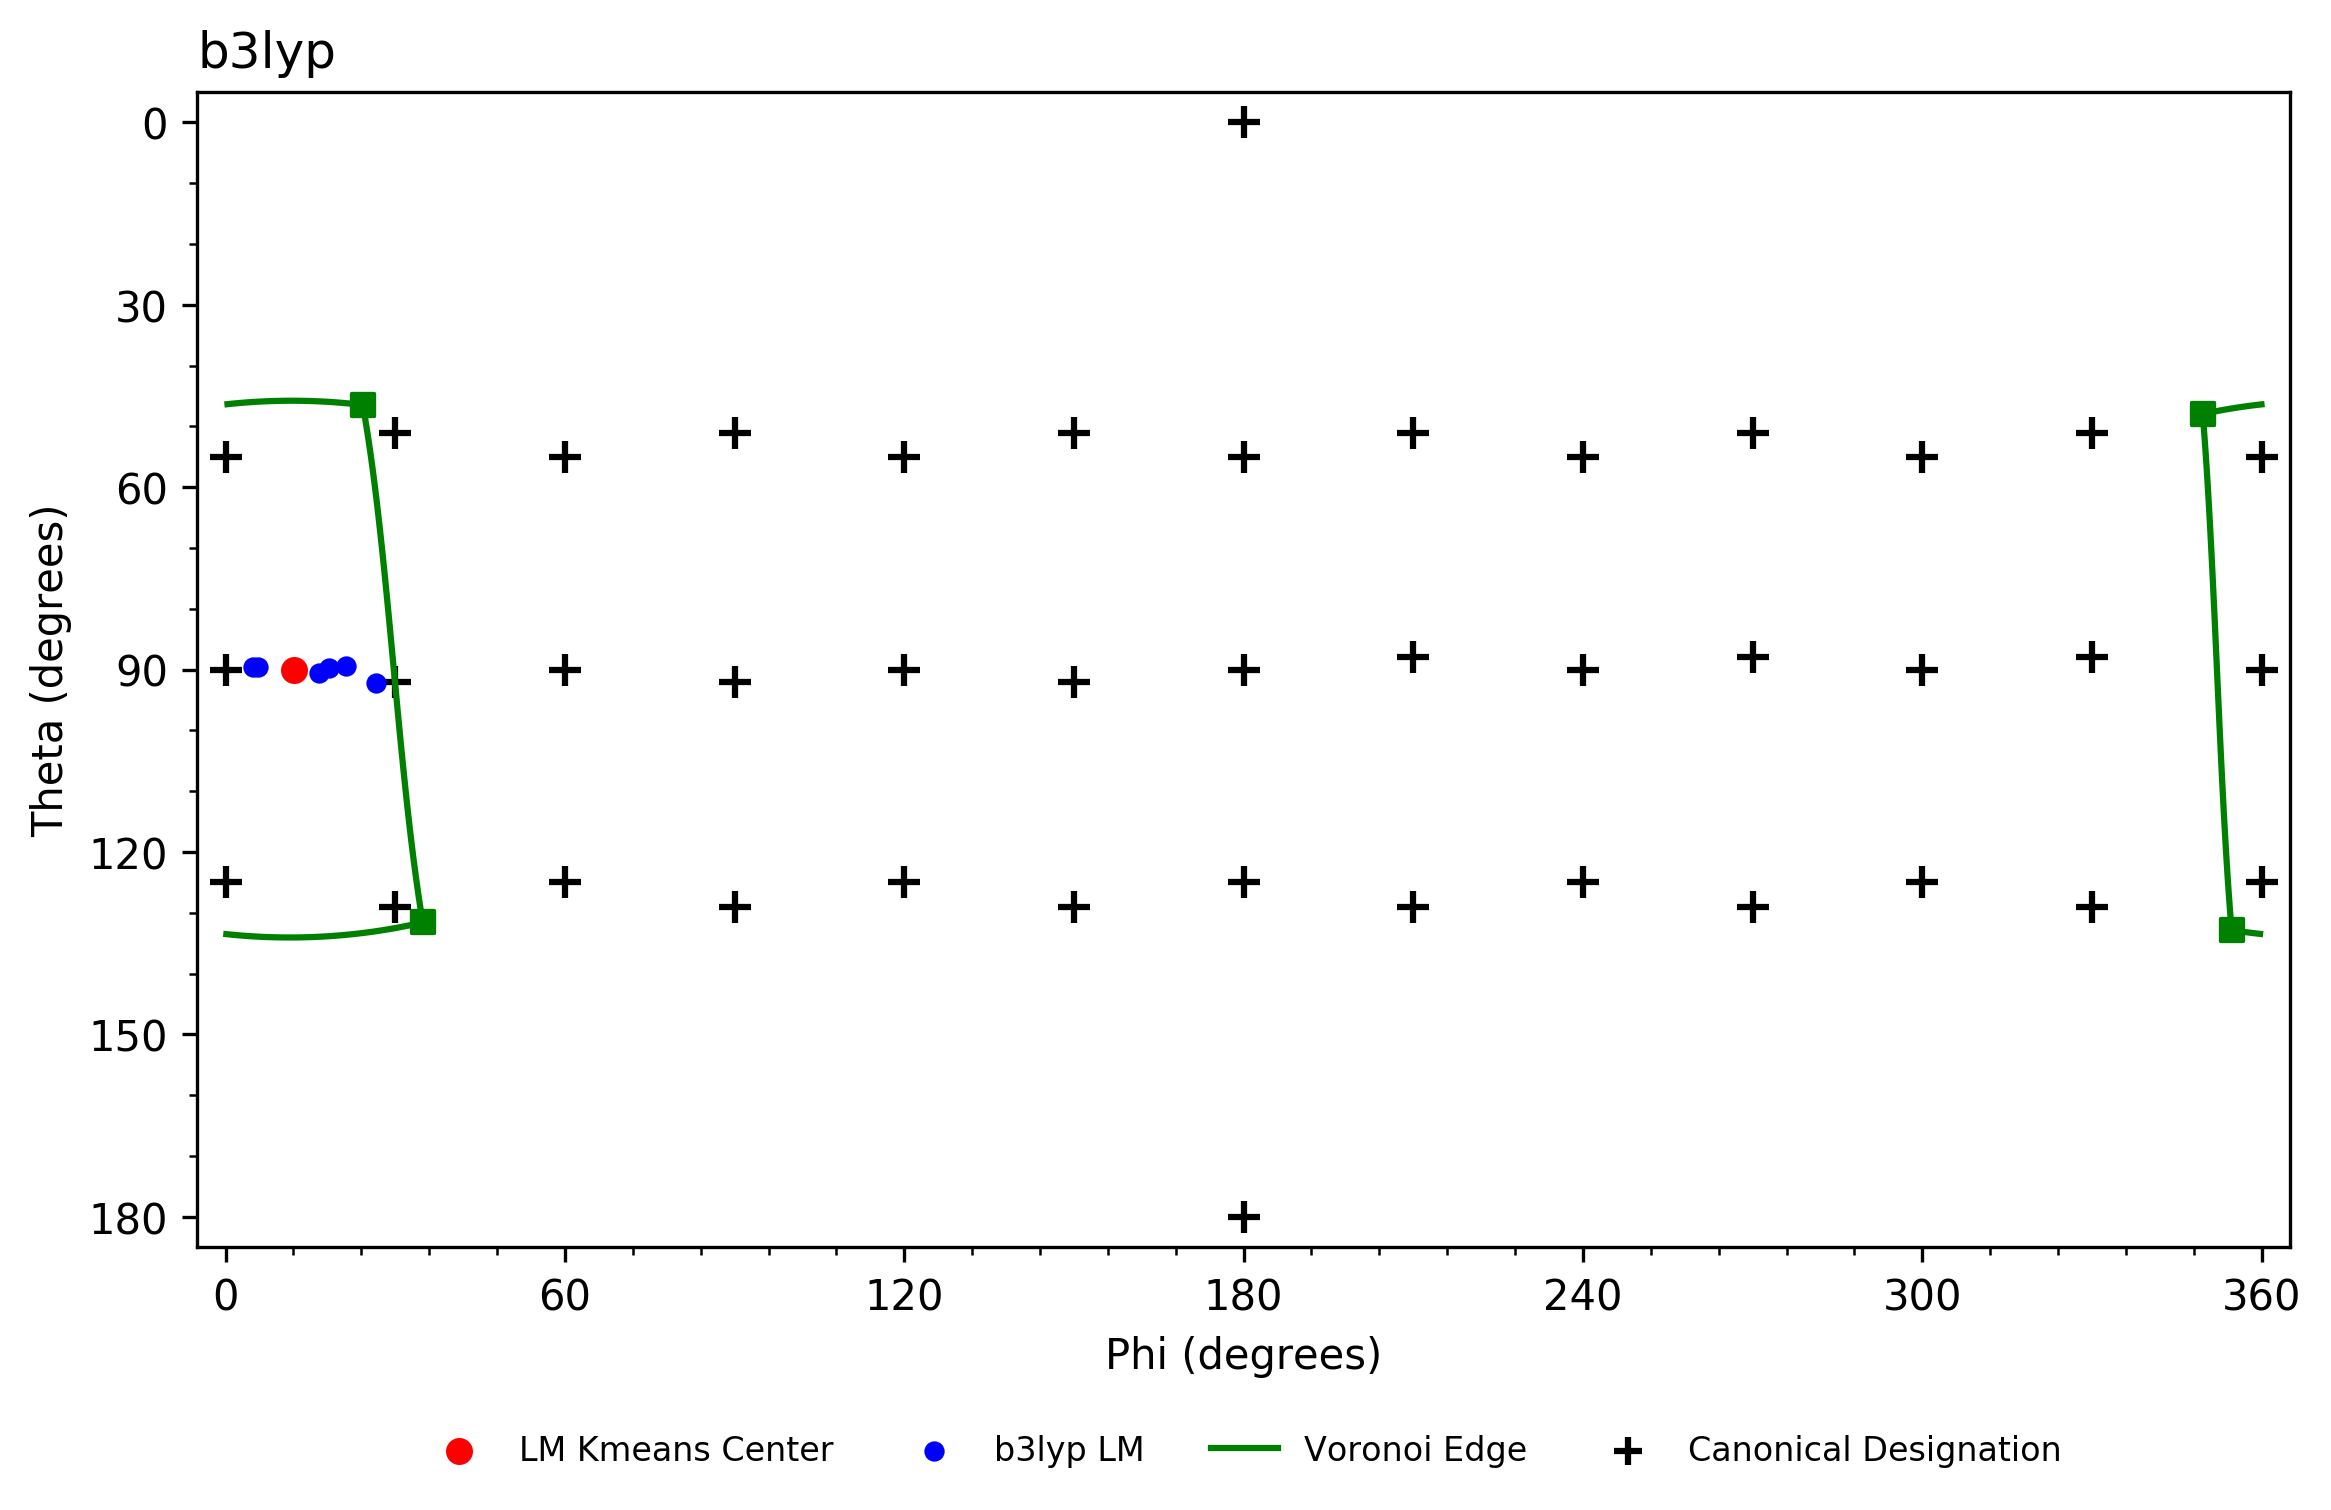 b3lyp
0
30
60
90
120
150
180
Theta (degrees)
0 60 120 180 240 300 360
Phi (degrees)
LM Kmeans Center b3lyp LM Voronoi Edge Canonical Designation